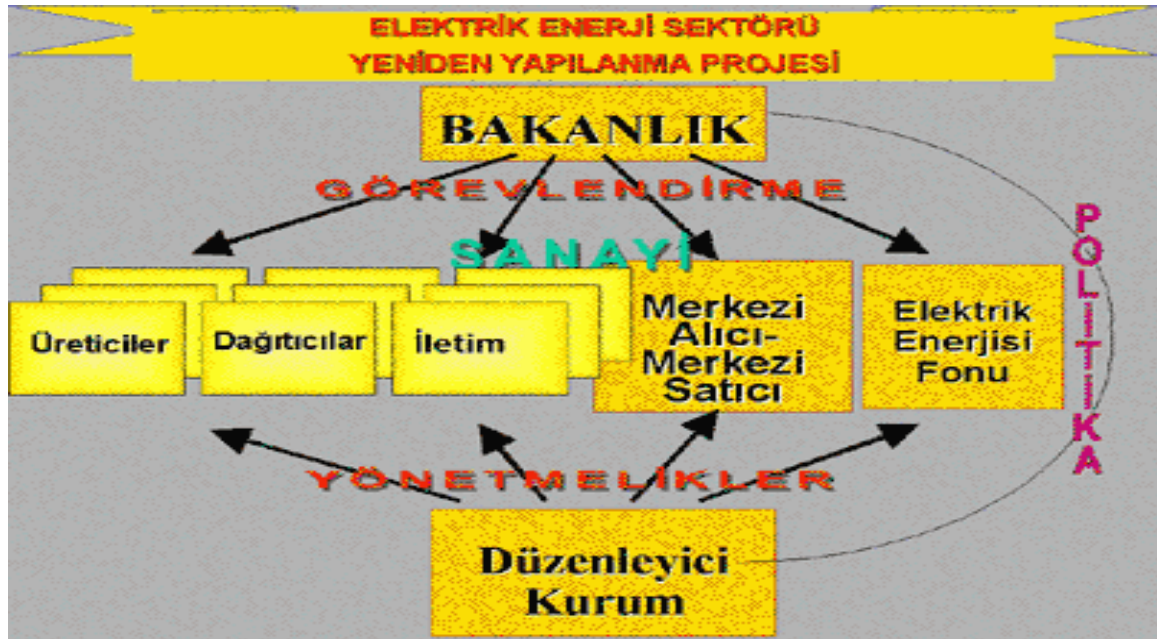 ELEKTRİK ENERJİ SEKTÖRÜ
YENİDEN YAPILANMA PROJESİ
BAKANLIK
GÖREVLENDİRME
SANAYİ
Üreticiler
Dağıtıcılar
İletim
Merkezi
Alıcı-
Merkezi
Satıcı
Elektrik
Enerjisi
Fonu
POLİTİKA
YÖNETMELİKLER
Düzenleyici
Kurum